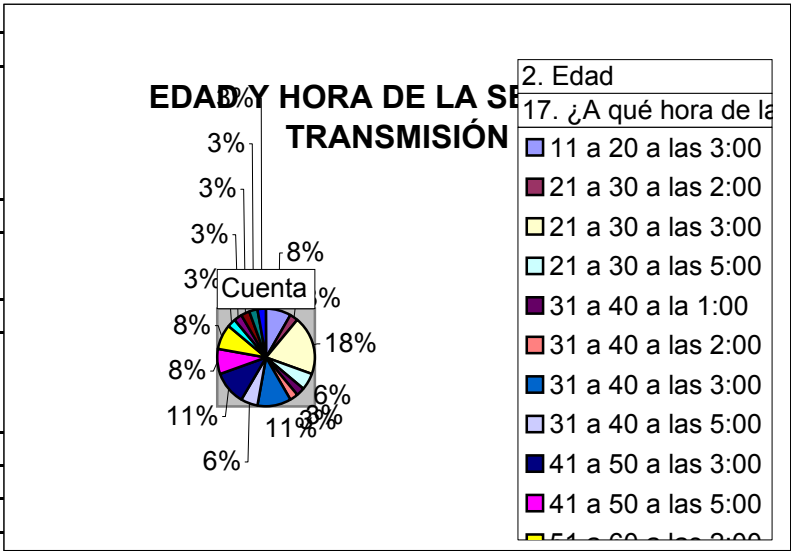 EDAD Y HORA DE LA SE
TRANSMISIÓN
3%
3%
3%
3%
3%
8%
8%
11%
6%
8%
18%
6%
3%
3%
11%
Cuenta
2. Edad
17. ¿A qué hora de la
11 a 20 a las 3:00
21 a 30 a las 2:00
21 a 30 a las 3:00
21 a 30 a las 5:00
31 a 40 a la 1:00
31 a 40 a las 2:00
31 a 40 a las 3:00
31 a 40 a las 5:00
41 a 50 a las 3:00
41 a 50 a las 5:00